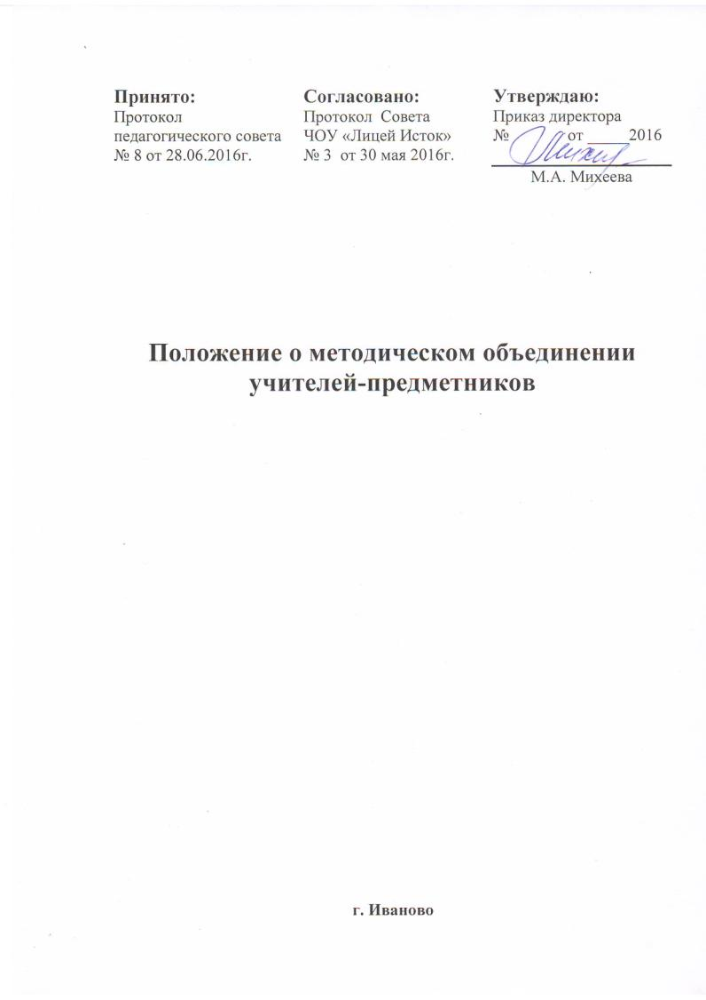 Принято:
Протокол
педагогического совета
№ 8 от 28.06.2016г.
Согласовано:
Протокол Совета
ЧОУ «Лицей Исток»
№ 3 от 30 мая 2016г.
Утверждаю:
Приказ директора
№ от _____2016
М.А. Михеева
Положение о методическом объединении
учителей-предметников
г. Иваново